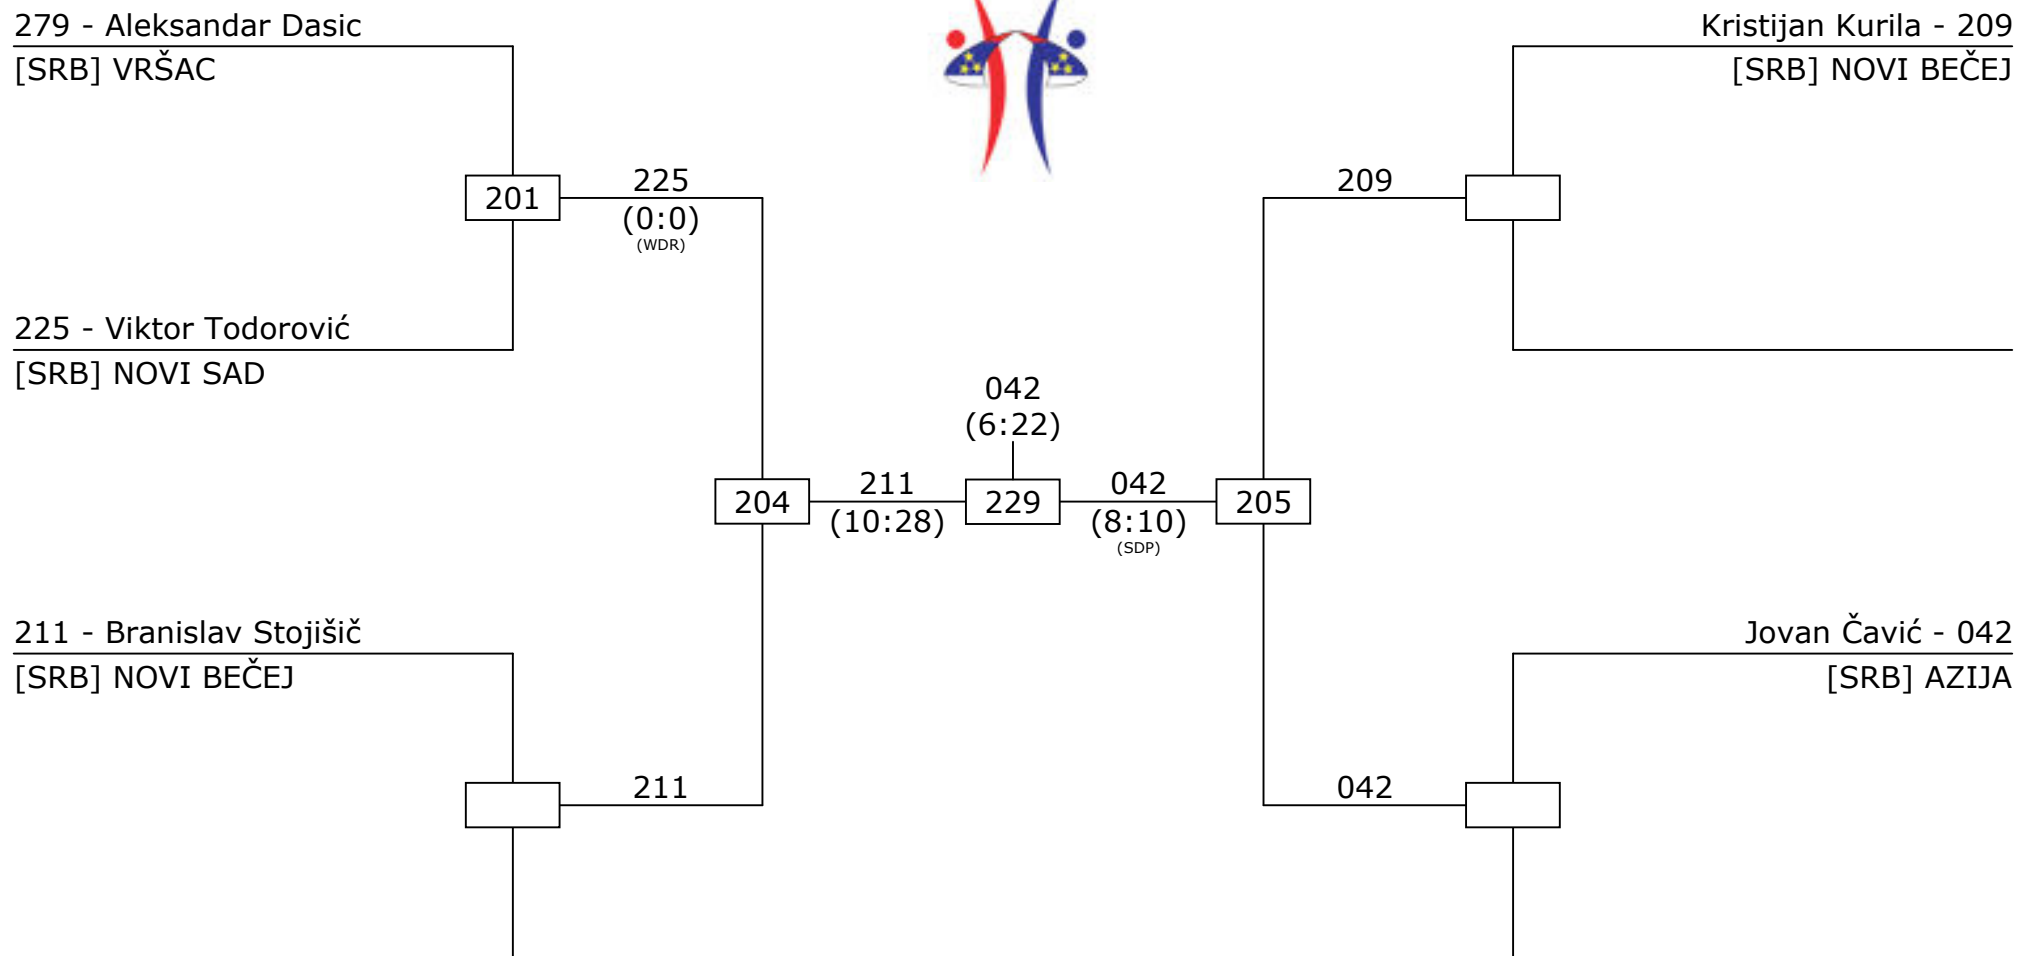 279 - Aleksandar Dasic
[SRB] VRŠAC
Kristijan Kurila - 209
[SRB] NOVI BEČEJ
201
225
(0:0)
(WDR)
209
225 - Viktor Todorović
[SRB] NOVI SAD
042
(6:22)
204
211
(10:28)
229
042
(8:10)
(SDP)
205
211 - Branislav Stojišič
[SRB] NOVI BEČEJ
Jovan Čavić - 042
[SRB] AZIJA
211
042